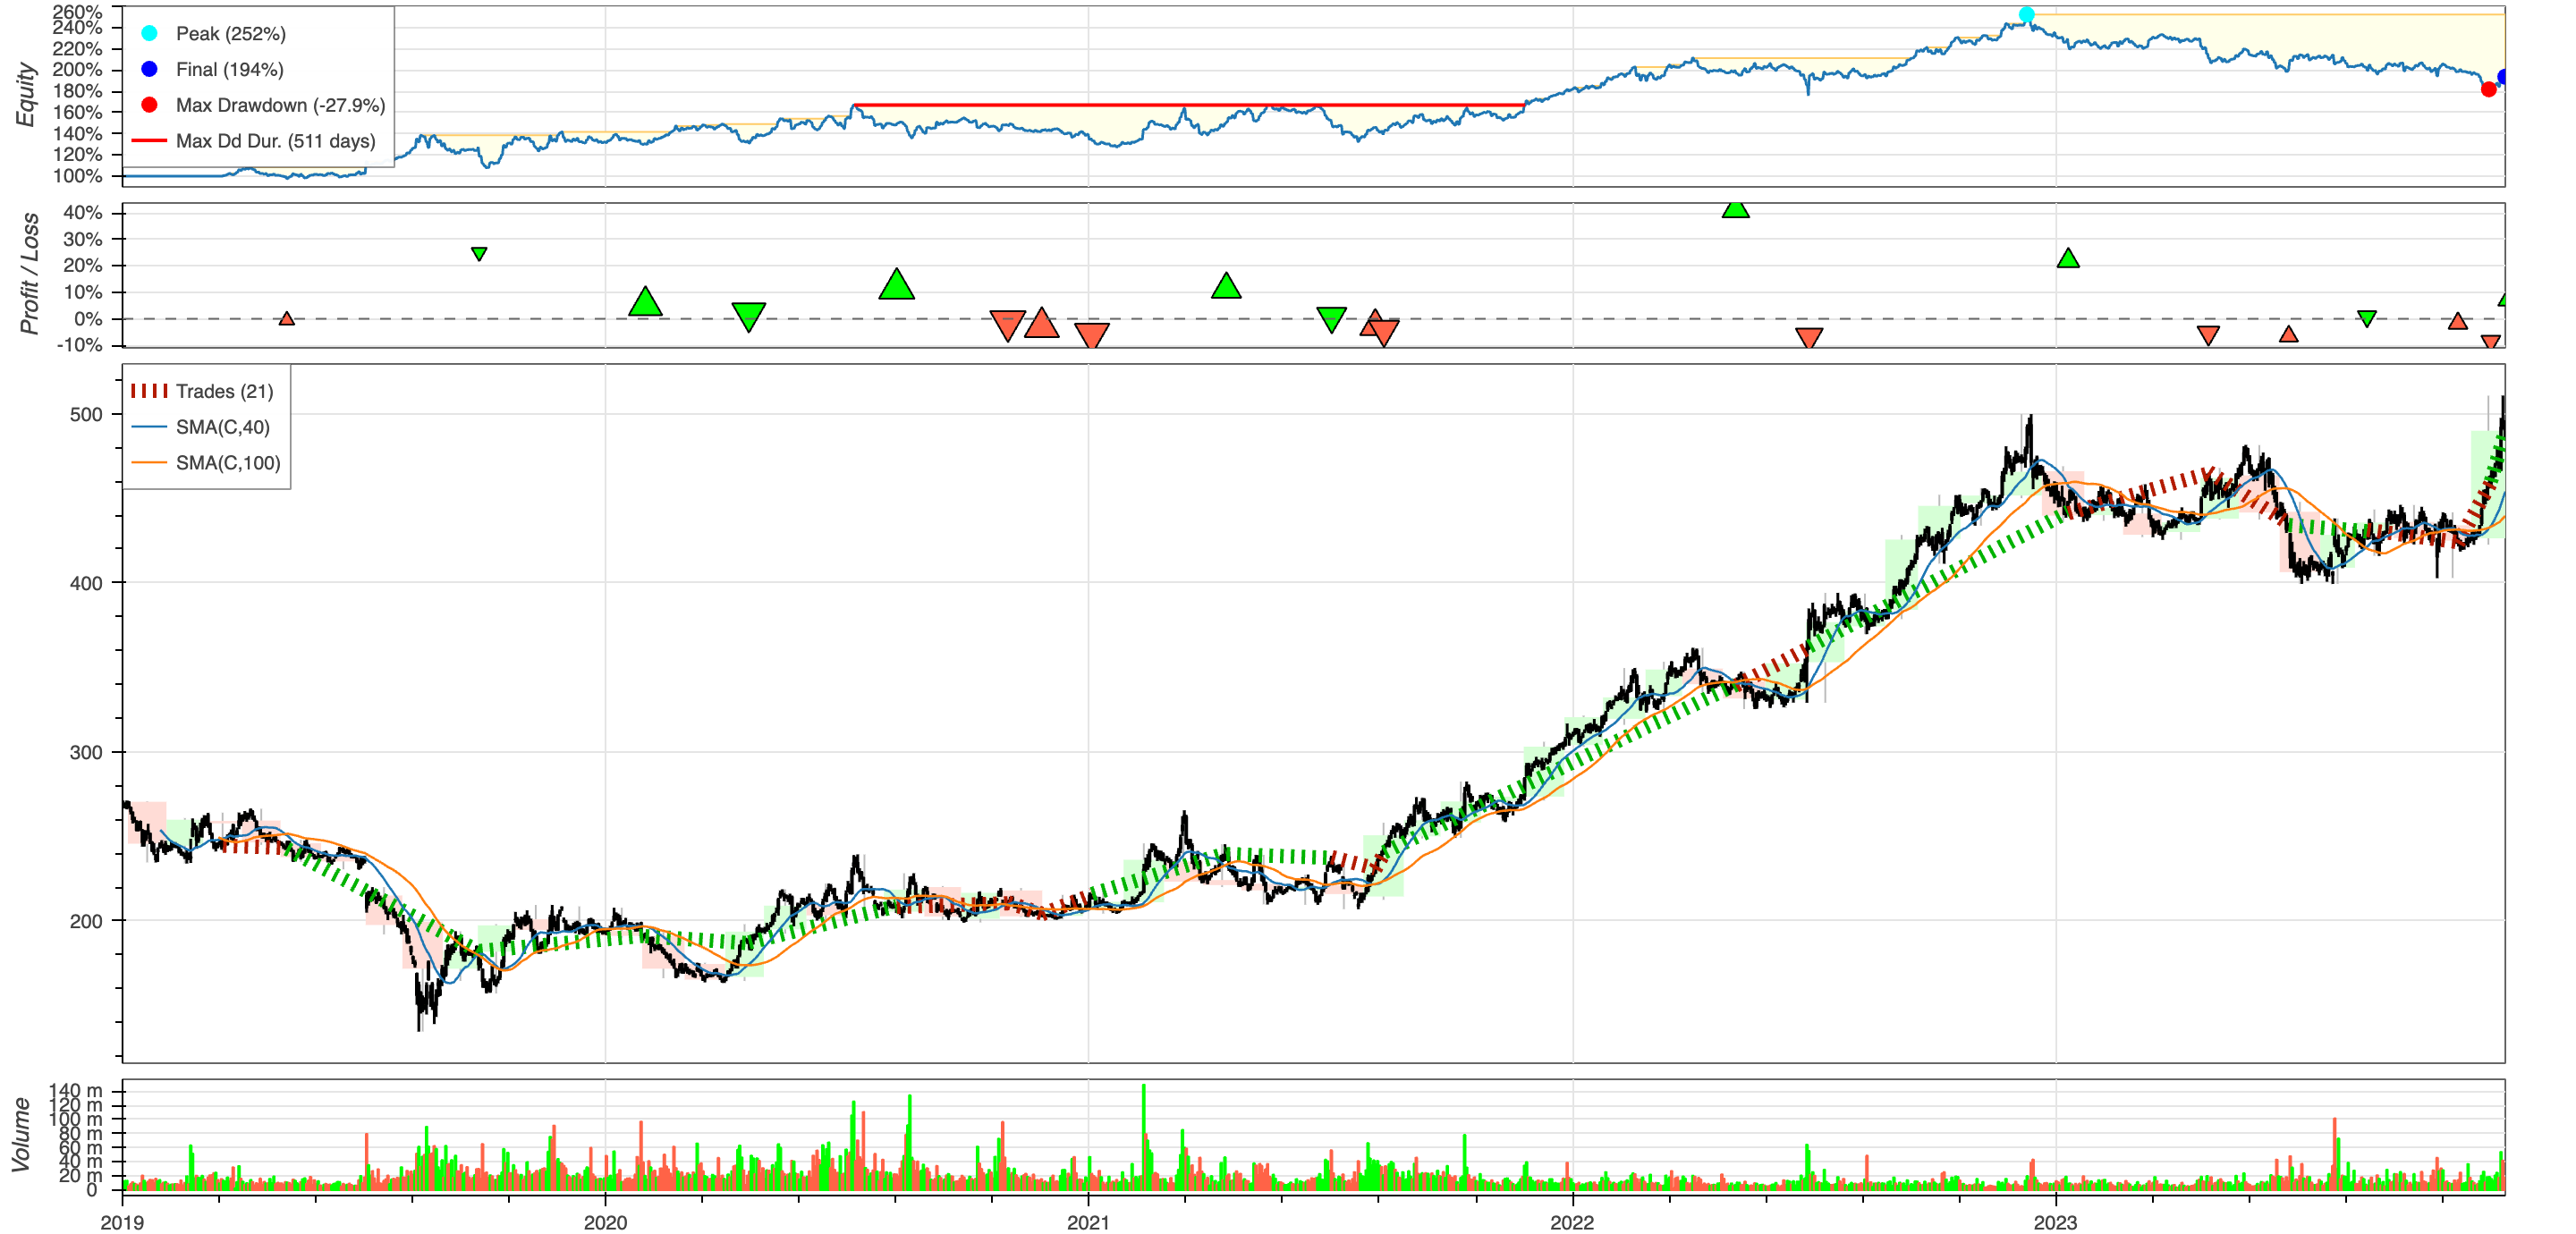 Equity
260%
240%
220%
200%
180%
160%
140%
120%
100%
Peak (252%)
Final (194%)
Max Drawdown (-27.9%)
Max Dd Dur. (511 days)
Profit / Loss
40%
30%
20%
10%
0%
-10%
Trades (21)
SMA(C,40)
SMA(C,100)
500
400
300
200
Volume
140 m
120 m
100 m
80 m
60 m
40 m
20 m
0
2019 2020 2021 2022 2023